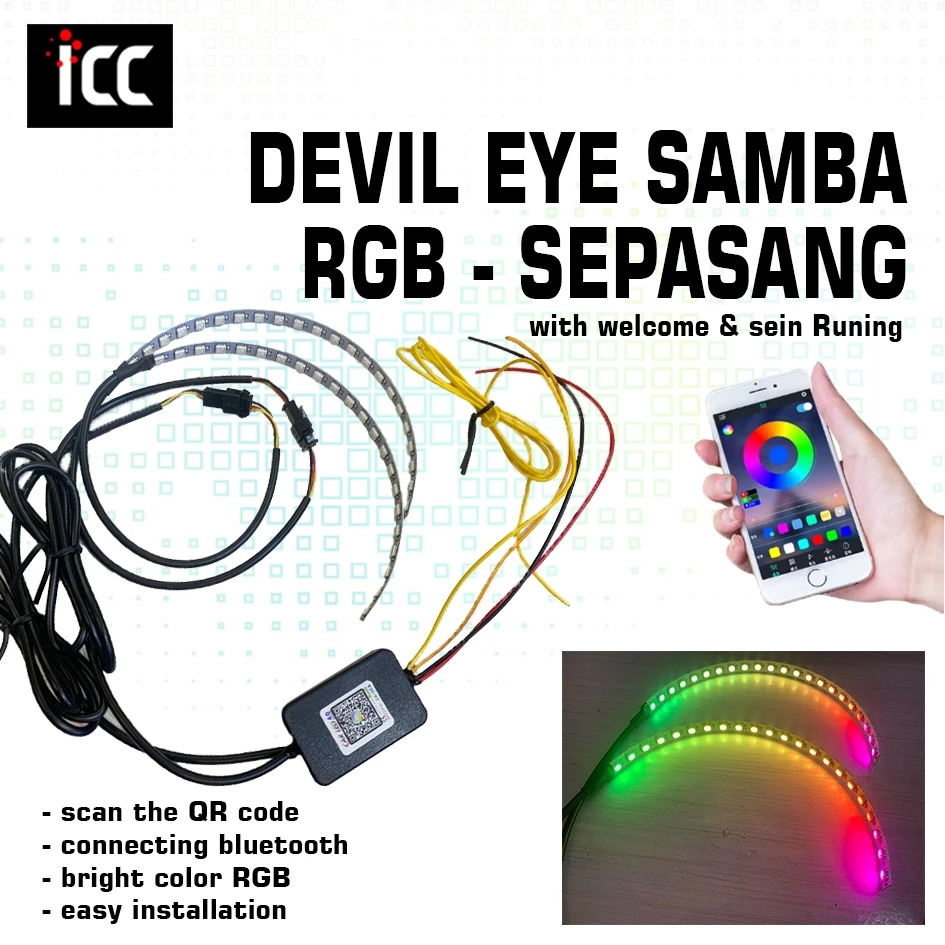 icc
DEVIL EYE SAMBA
RGB - SEPASANG
with welcome & sein Runing
- scan the QR code
- connecting bluetooth
- bright color RGB
- easy installation